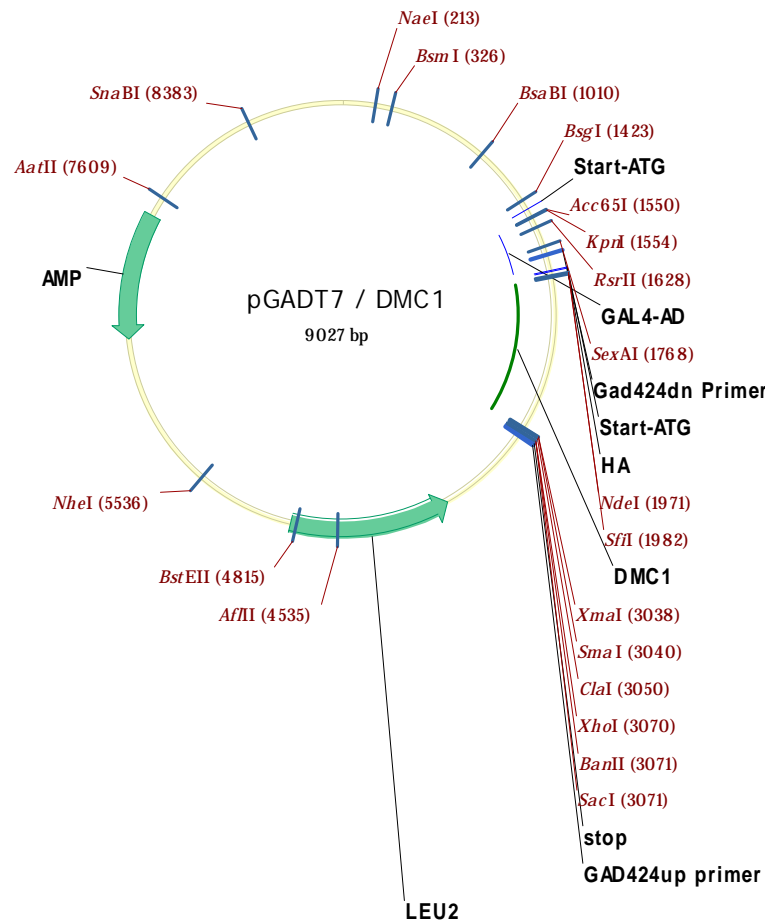 NaeI (213)
BsmI (326)
SnaBI (8383)
BsaBI (1010)
BsgI (1423)
AatII (7609)
Start-ATG
Acc65I (1550)
KpnI (1554)
RsrII (1628)
AMP
pGADT7 / DMC1
9027 bp
GAL4-AD
SexAI (1768)
Gad424dn Primer
Start-ATG
HA
NdeI (1971)
SfiI (1982)
NheI (5536)
BstEII (4815)
DMC1
AflII (4535)
XmaI (3038)
SmaI (3040)
ClaI (3050)
XhoI (3070)
BanII (3071)
SacI (3071)
stop
GAD424up primer
LEU2